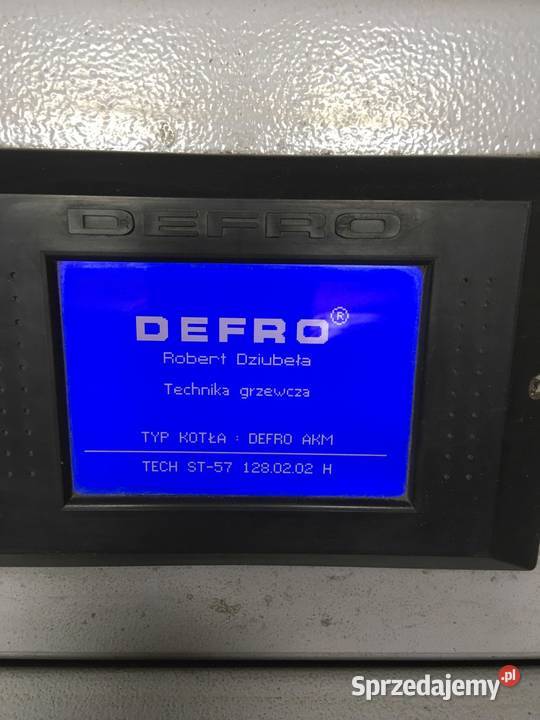 DEFRO
DEFRO®
Robert Dziubeła
Technika grzewcza
TYP KOTŁA : DEFRO AKM
TECH ST-57 128.02.02 H
Sprzedajemy.pl